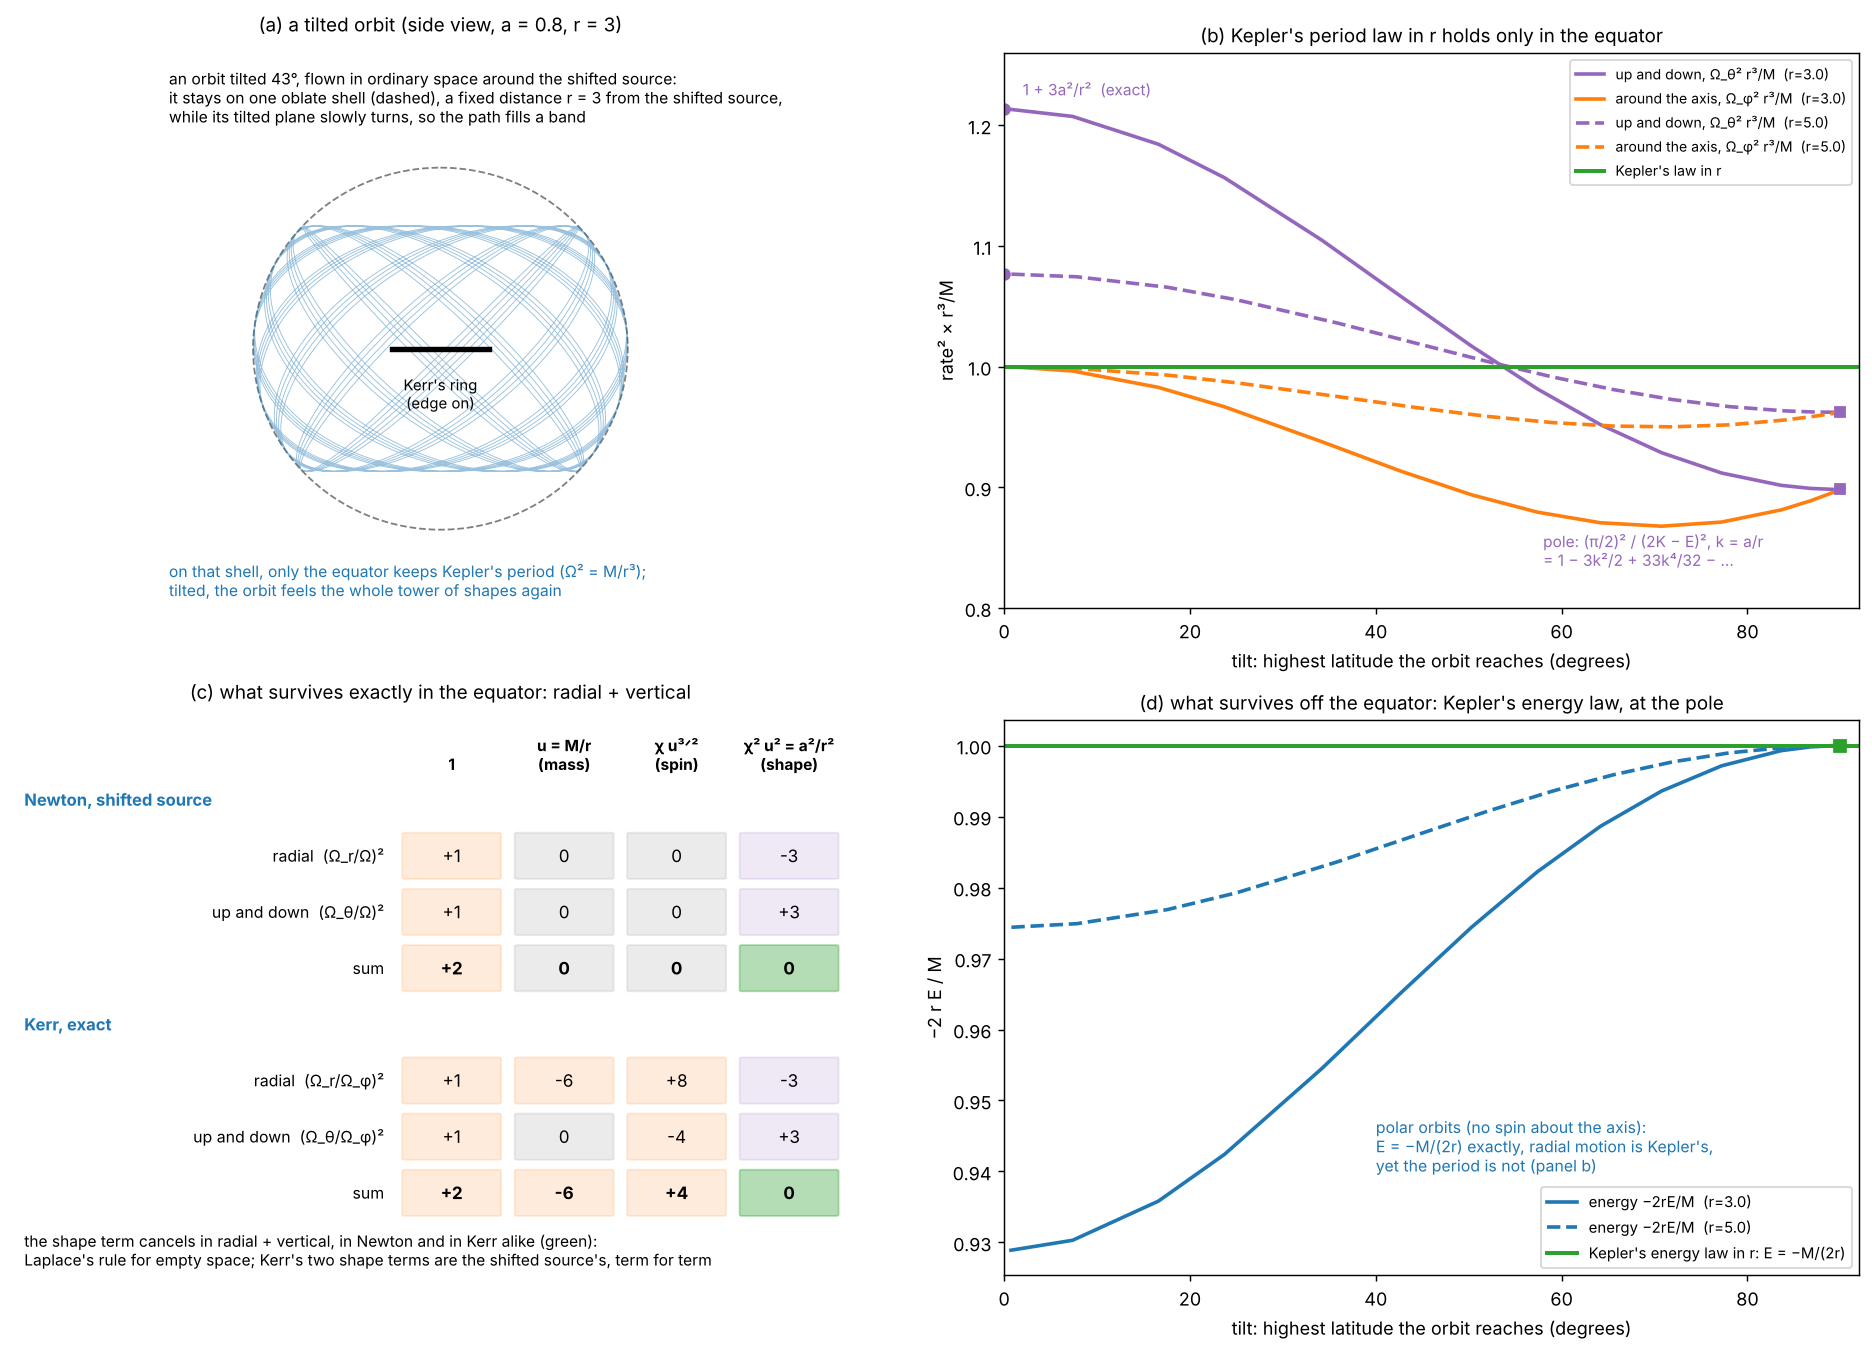 (a) a tilted orbit (side view, a = 0.8, r = 3)
an orbit tilted 43°, flown in ordinary space around the shifted source:
it stays on one oblate shell (dashed), a fixed distance r = 3 from the shifted source,
while its tilted plane slowly turns, so the path fills a band
Kerr's ring
(edge on)
on that shell, only the equator keeps Kepler's period (Ω² = M/r³);
tilted, the orbit feels the whole tower of shapes again
(b) Kepler's period law in r holds only in the equator
1 + 3a²/r² (exact)
up and down, Ω_θ² r³/M (r=3.0)
around the axis, Ω_φ² r³/M (r=3.0)
up and down, Ω_θ² r³/M (r=5.0)
around the axis, Ω_φ² r³/M (r=5.0)
Kepler's law in r
rate² × r³/M
1.2
1.1
1.0
0.9
0.8
pole: (π/2)² / (2K − E)², k = a/r
= 1 − 3k²/2 + 33k⁴/32 − ...
0 20 40 60 80
tilt: highest latitude the orbit reaches (degrees)
(c) what survives exactly in the equator: radial + vertical
1
u = M/r
(mass)
χ u³ᐟ²
(spin)
χ² u² = a²/r²
(shape)
Newton, shifted source
radial (Ω_r/Ω)² +1 0 0 -3
up and down (Ω_θ/Ω)² +1 0 0 +3
sum +2 0 0 0
Kerr, exact
radial (Ω_r/Ω_φ)² +1 -6 +8 -3
up and down (Ω_θ/Ω_φ)² +1 0 -4 +3
sum +2 -6 +4 0
the shape term cancels in radial + vertical, in Newton and in Kerr alike (green):
Laplace's rule for empty space; Kerr's two shape terms are the shifted source's, term for term
(d) what survives off the equator: Kepler's energy law, at the pole
−2 r E / M
1.00
0.99
0.98
0.97
0.96
0.95
0.94
0.93
polar orbits (no spin about the axis):
E = −M/(2r) exactly, radial motion is Kepler's,
yet the period is not (panel b)
energy −2rE/M (r=3.0)
energy −2rE/M (r=5.0)
Kepler's energy law in r: E = −M/(2r)
0 20 40 60 80
tilt: highest latitude the orbit reaches (degrees)